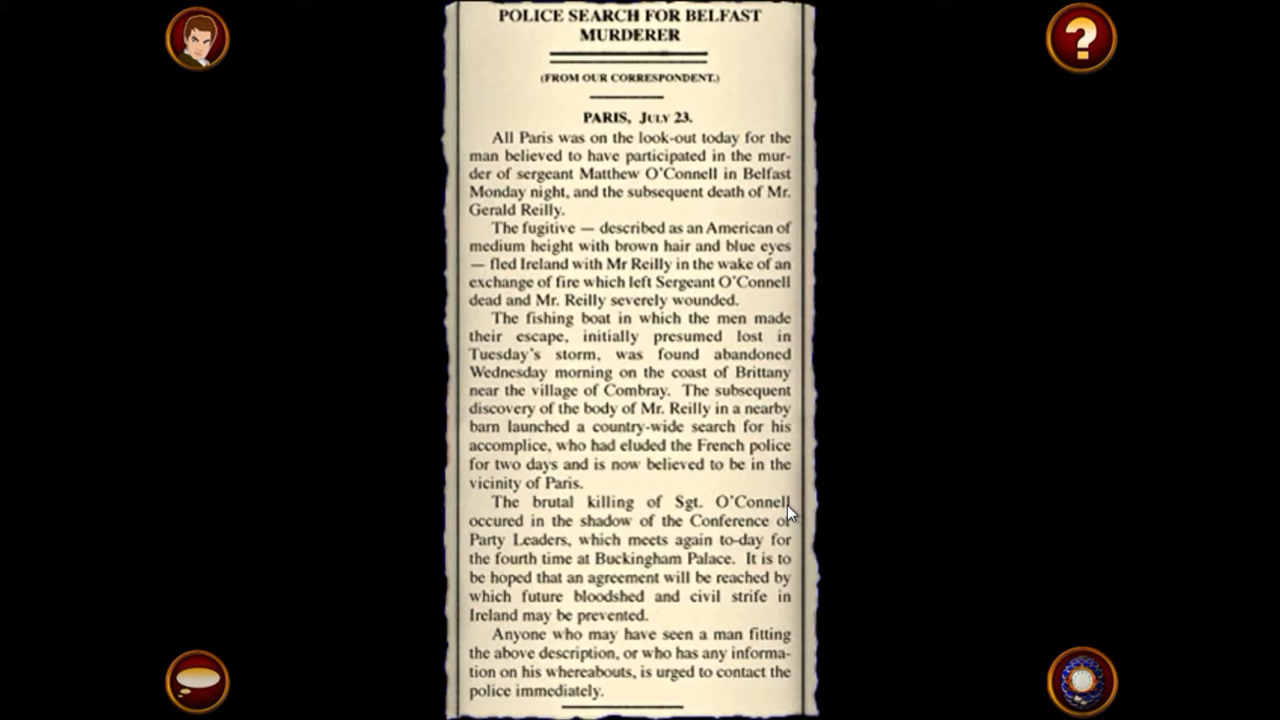 POLICE SEARCH FOR BELFAST
MURDERER
(FROM OUR CORRESPONDENT.)
PARIS, JULY 23.
All Paris was on the look-out today for the
man believed to have participated in the mur-
der of sergeant Matthew O'Connell in Belfast
Monday night, and the subsequent death of Mr.
Gerald Reilly.
The fugitive — described as an American of
medium height with brown hair and blue eyes
— fled Ireland with Mr Reilly in the wake of an
exchange of fire which left Sergeant O'Connell
dead and Mr. Reilly severely wounded.
The fishing boat in which the men made
their escape, initially presumed lost in
Tuesday's storm, was found abandoned
Wednesday morning on the coast of Brittany
near the village of Combray. The subsequent
discovery of the body of Mr. Reilly in a nearby
barn launched a country-wide search for his
accomplice, who had eluded the French police
for two days and is now believed to be in the
vicinity of Paris.
The brutal killing of Sgt. O'Connell
occured in the shadow of the Conference of
Party Leaders, which meets again to-day for
the fourth time at Buckingham Palace. It is to
be hoped that an agreement will be reached by
which future bloodshed and civil strife in
Ireland may be prevented.
Anyone who may have seen a man fitting
the above description, or who has any informa-
tion on his whereabouts, is urged to contact the
police immediately.
?